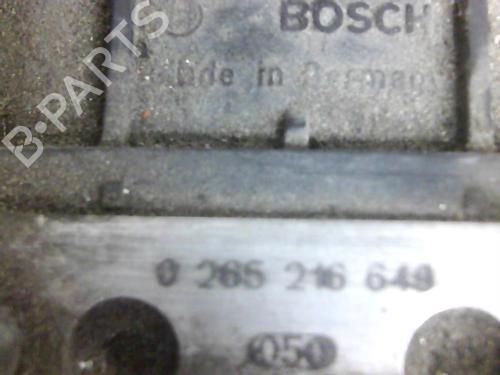 BOSCH
Made in Germany
B-PARTS
0 265 216 649
050